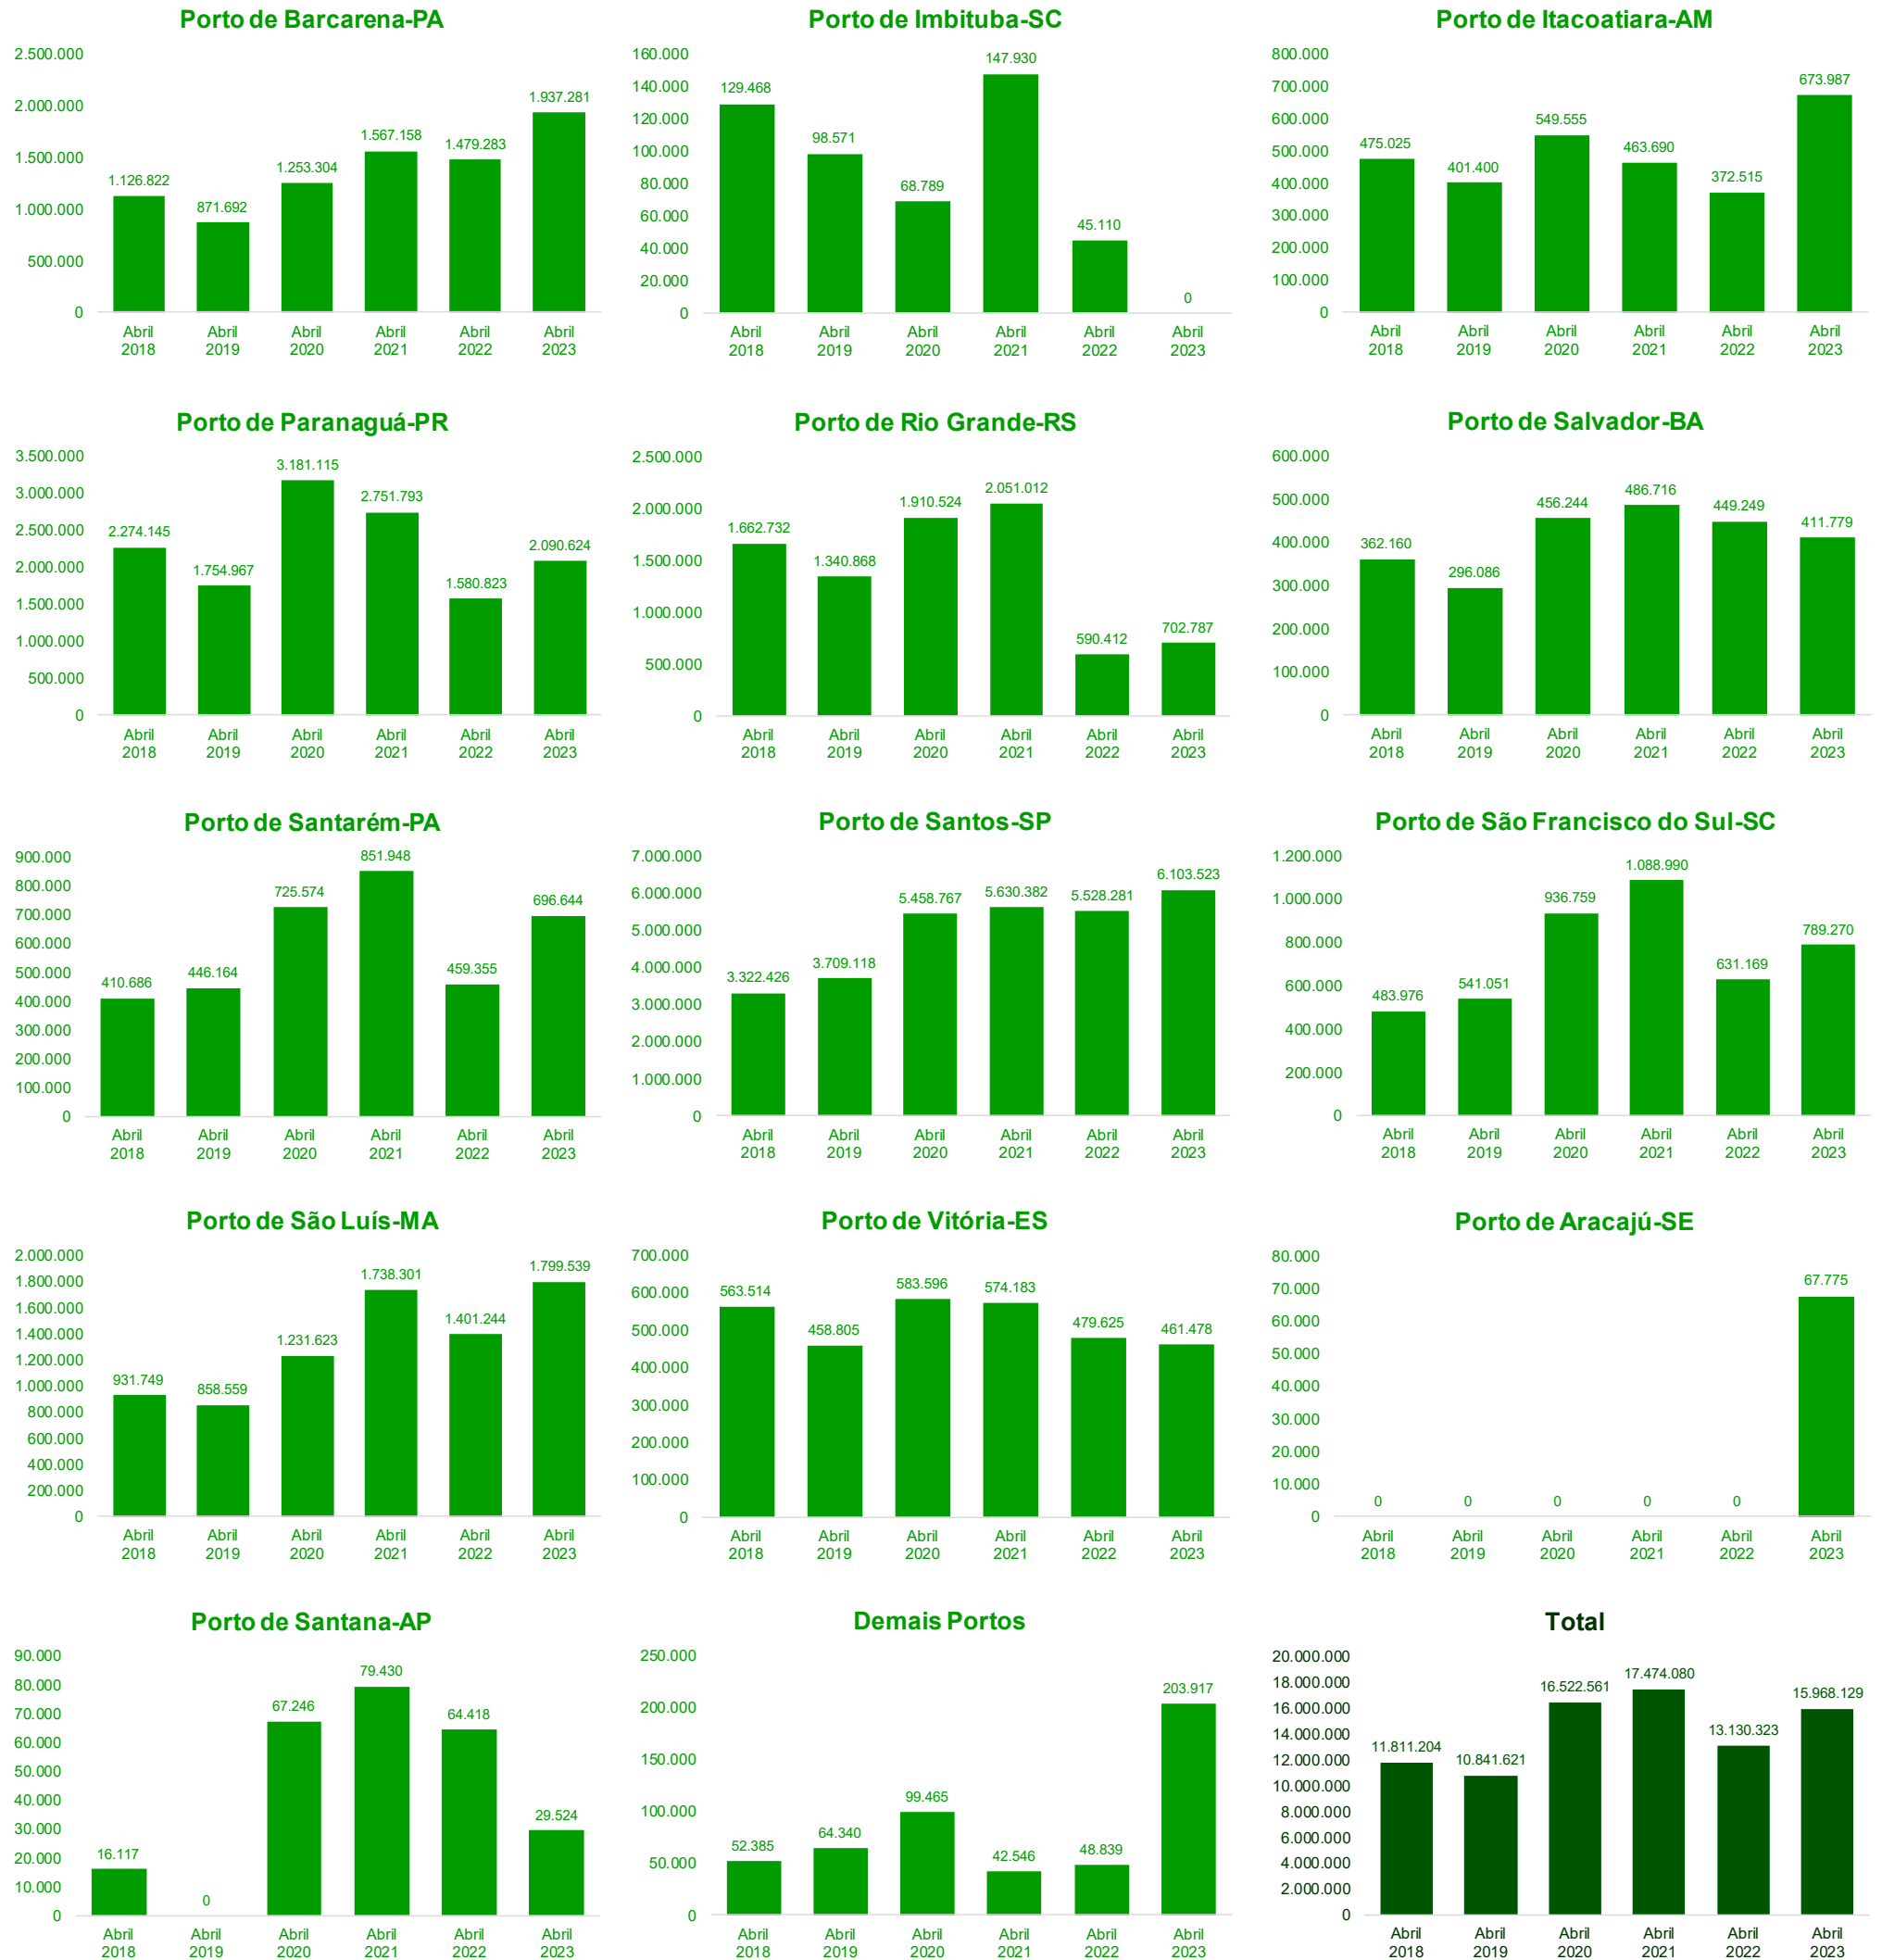 Porto de Barcarena-PA
2.500.000
2.000.000
1.500.000
1.000.000
500.000
0
1.126.822
871.692
1.253.304
1.567.158
1.479.283
1.937.281
Abril 2018
Abril 2019
Abril 2020
Abril 2021
Abril 2022
Abril 2023
Porto de Imbituba-SC
160.000
140.000
120.000
100.000
80.000
60.000
40.000
20.000
0
129.468
98.571
68.789
147.930
45.110
0
Abril 2018
Abril 2019
Abril 2020
Abril 2021
Abril 2022
Abril 2023
Porto de Itacoatiara-AM
800.000
700.000
600.000
500.000
400.000
300.000
200.000
100.000
0
475.025
401.400
549.555
463.690
372.515
673.987
Abril 2018
Abril 2019
Abril 2020
Abril 2021
Abril 2022
Abril 2023
Porto de Paranaguá-PR
3.500.000
3.000.000
2.500.000
2.000.000
1.500.000
1.000.000
500.000
0
2.274.145
1.754.967
3.181.115
2.751.793
1.580.823
2.090.624
Abril 2018
Abril 2019
Abril 2020
Abril 2021
Abril 2022
Abril 2023
Porto de Rio Grande-RS
2.500.000
2.000.000
1.500.000
1.000.000
500.000
0
1.662.732
1.340.868
1.910.524
2.051.012
590.412
702.787
Abril 2018
Abril 2019
Abril 2020
Abril 2021
Abril 2022
Abril 2023
Porto de Salvador-BA
600.000
500.000
400.000
300.000
200.000
100.000
0
362.160
296.086
456.244
486.716
449.249
411.779
Abril 2018
Abril 2019
Abril 2020
Abril 2021
Abril 2022
Abril 2023
Porto de Santarém-PA
900.000
800.000
700.000
600.000
500.000
400.000
300.000
200.000
100.000
0
410.686
446.164
725.574
851.948
459.355
696.644
Abril 2018
Abril 2019
Abril 2020
Abril 2021
Abril 2022
Abril 2023
Porto de Santos-SP
7.000.000
6.000.000
5.000.000
4.000.000
3.000.000
2.000.000
1.000.000
0
3.322.426
3.709.118
5.458.767
5.630.382
5.528.281
6.103.523
Abril 2018
Abril 2019
Abril 2020
Abril 2021
Abril 2022
Abril 2023
Porto de São Francisco do Sul-SC
1.200.000
1.000.000
800.000
600.000
400.000
200.000
0
483.976
541.051
936.759
1.088.990
631.169
789.270
Abril 2018
Abril 2019
Abril 2020
Abril 2021
Abril 2022
Abril 2023
Porto de São Luís-MA
2.000.000
1.800.000
1.600.000
1.400.000
1.200.000
1.000.000
800.000
600.000
400.000
200.000
0
931.749
858.559
1.231.623
1.738.301
1.401.244
1.799.539
Abril 2018
Abril 2019
Abril 2020
Abril 2021
Abril 2022
Abril 2023
Porto de Vitória-ES
700.000
600.000
500.000
400.000
300.000
200.000
100.000
0
563.514
458.805
583.596
574.183
479.625
461.478
Abril 2018
Abril 2019
Abril 2020
Abril 2021
Abril 2022
Abril 2023
Porto de Aracajú-SE
80.000
70.000
60.000
50.000
40.000
30.000
20.000
10.000
0
0
0
0
0
0
67.775
Abril 2018
Abril 2019
Abril 2020
Abril 2021
Abril 2022
Abril 2023
Porto de Santana-AP
90.000
80.000
70.000
60.000
50.000
40.000
30.000
20.000
10.000
0
16.117
0
67.246
79.430
64.418
29.524
Abril 2018
Abril 2019
Abril 2020
Abril 2021
Abril 2022
Abril 2023
Demais Portos
250.000
200.000
150.000
100.000
50.000
0
52.385
64.340
99.465
42.546
48.839
203.917
Abril 2018
Abril 2019
Abril 2020
Abril 2021
Abril 2022
Abril 2023
Total
20.000.000
18.000.000
16.000.000
14.000.000
12.000.000
10.000.000
8.000.000
6.000.000
4.000.000
2.000.000
0
11.811.204
10.841.621
16.522.561
17.474.080
13.130.323
15.968.129
Abril 2018
Abril 2019
Abril 2020
Abril 2021
Abril 2022
Abril 2023